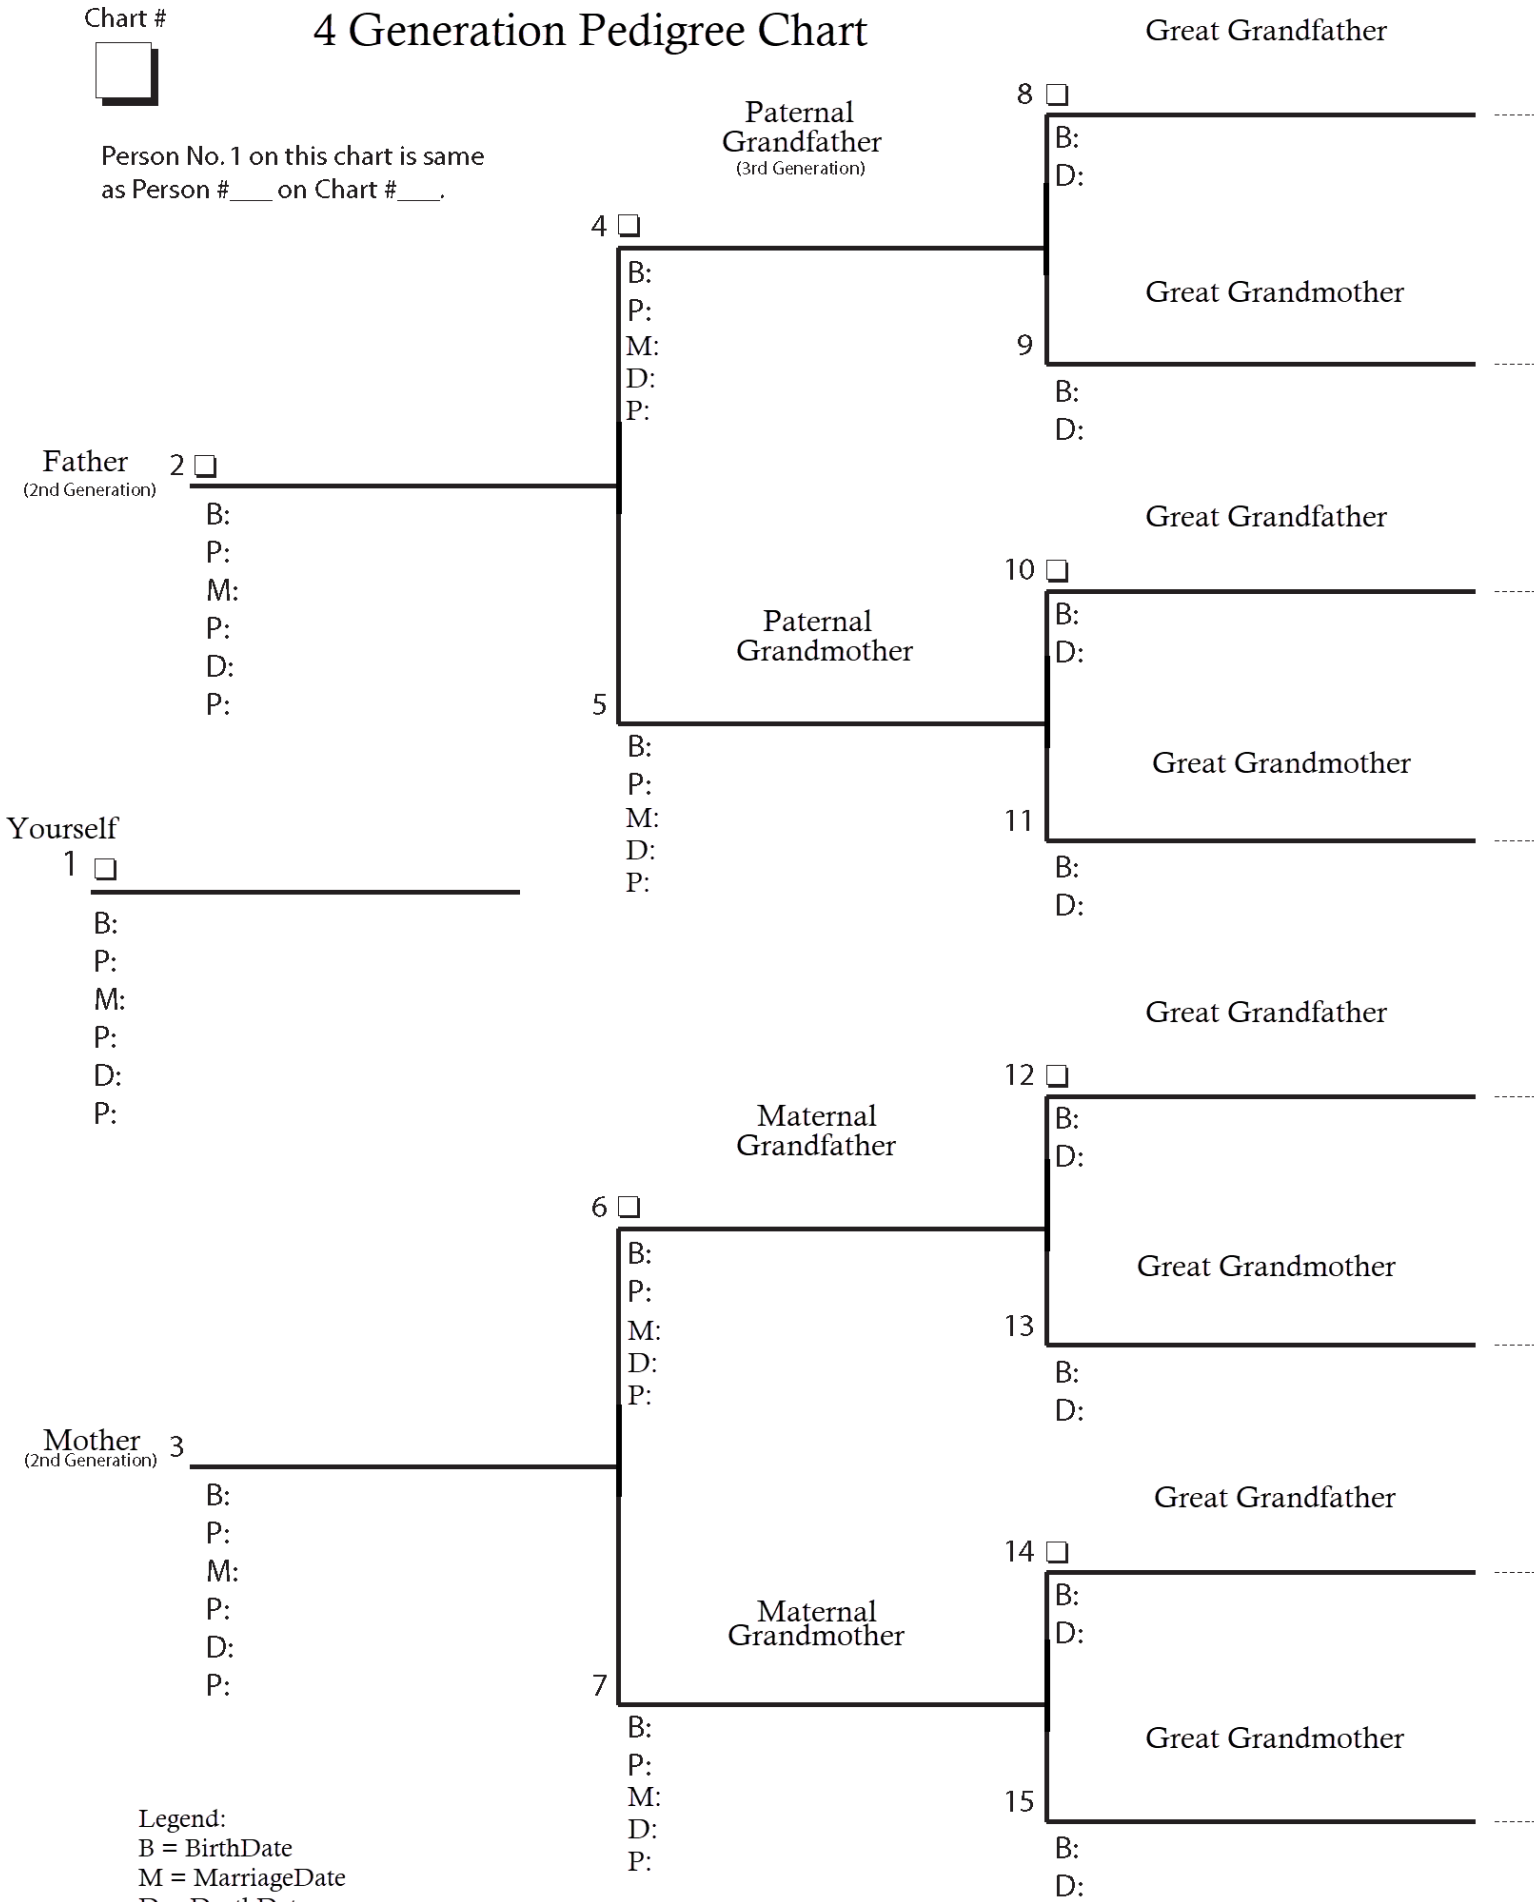 Chart #
4 Generation Pedigree Chart
Person No. 1 on this chart is same
as Person #___ on Chart #___.
Great Grandfather
8
B:
D:
Paternal
Grandfather
(3rd Generation)
4
B:
P:
M:
D:
P:
Great Grandmother
9
B:
D:
Father
(2nd Generation)
2
B:
P:
M:
P:
D:
P:
Great Grandfather
10
B:
D:
Paternal
Grandmother
5
B:
P:
M:
D:
P:
Great Grandmother
11
B:
D:
Yourself
1
B:
P:
M:
P:
D:
P:
Great Grandfather
12
B:
D:
Maternal
Grandfather
6
B:
P:
M:
D:
P:
Great Grandmother
13
B:
D:
Mother
(2nd Generation)
3
B:
P:
M:
P:
D:
P:
Great Grandfather
14
B:
D:
Maternal
Grandmother
7
B:
P:
M:
D:
P:
Great Grandmother
15
B:
D:
Legend:
B = BirthDate
M = MarriageDate